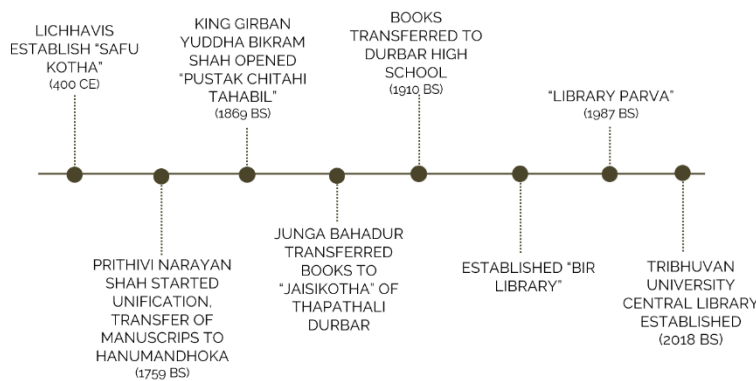 LICHHAVIS
ESTABLISH “SAFU
KOTHA”
(400 CE)
PRITHIVI NARAYAN
SHAH STARTED
UNIFICATION,
TRANSFER OF
MANUSCRIPS TO
HANUMANDHOKA
(1759 BS)
KING GIRBAN
YUDDHA BIKRAM
SHAH OPENED
“PUSTAK CHITAHI
TAHABIL”
(1869 BS)
JUNGA BAHADUR
TRANSFERRED
BOOKS TO
“JAISIKOTHA” OF
THAPATHALI
DURBAR
BOOKS
TRANSFERRED TO
DURBAR HIGH
SCHOOL
(1910 BS)
ESTABLISHED “BIR
LIBRARY”
“LIBRARY PARVA”
(1987 BS)
TRIBHUVAN
UNIVERSITY
CENTRAL LIBRARY
ESTABLISHED
(2018 BS)